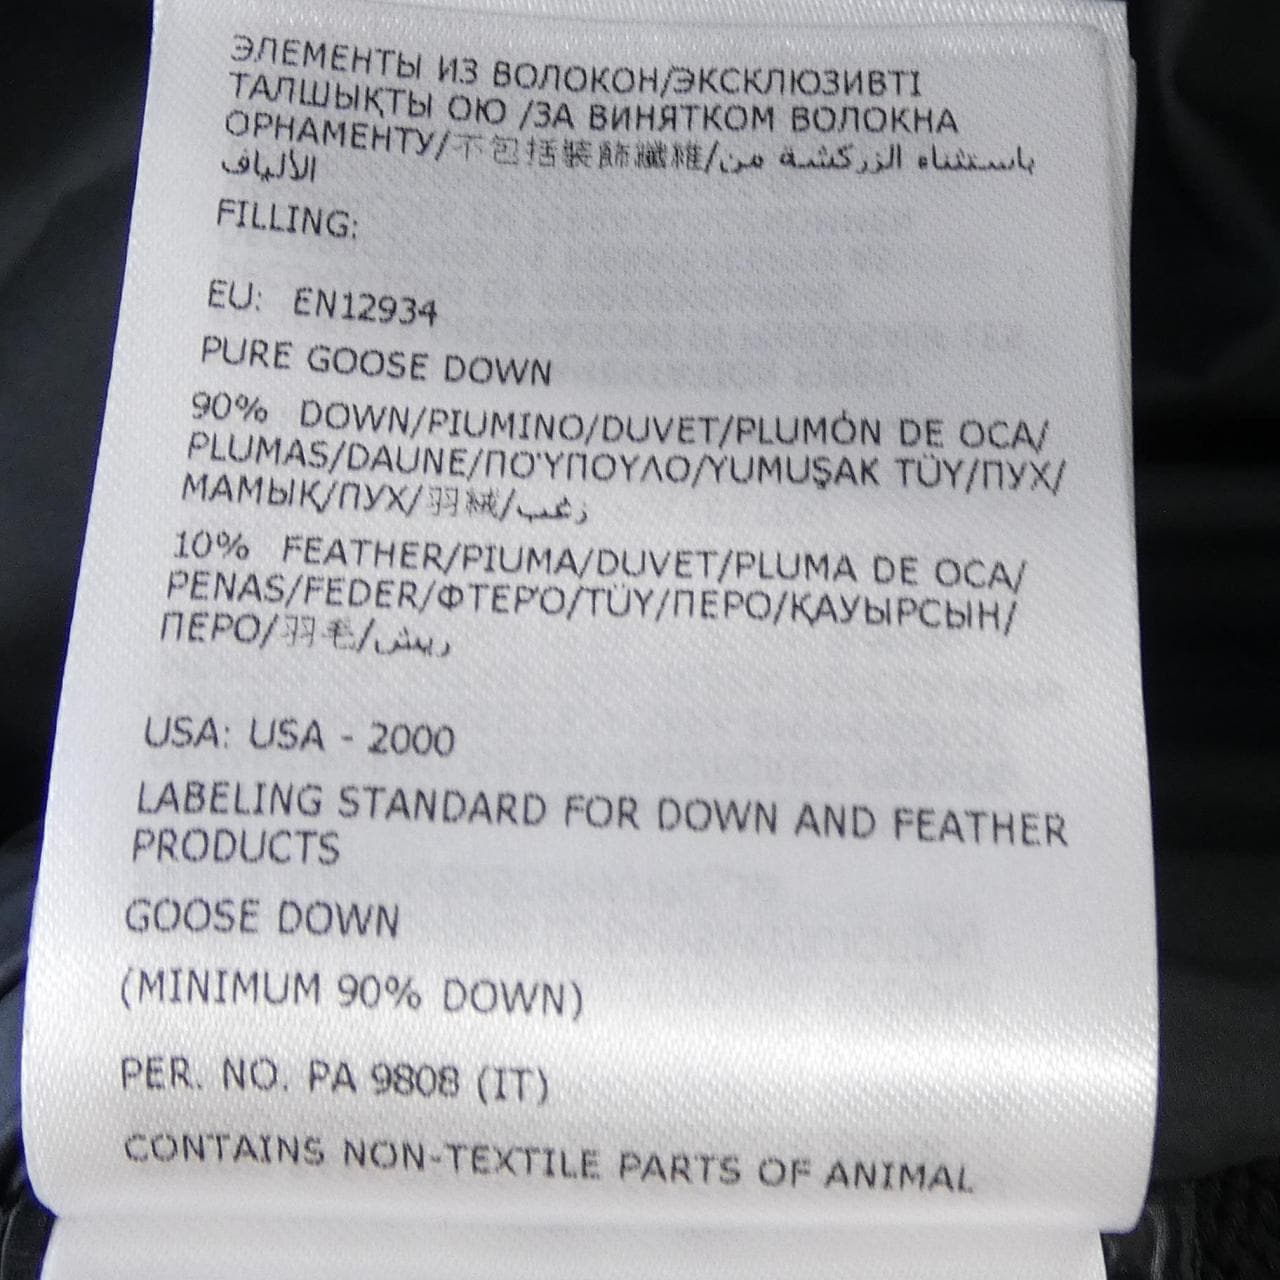 ЭЛЕМЕНТЫ ИЗ ВОЛОКОН/ЭКСКЛЮЗИВТІ
ТАЛШЫҚТЫ ОЮ /ЗА ВИНЯТКОМ ВОЛОКНА
ОРНАМЕНТУ/不包括裝飾纖維/باستثناء الزركشة من
الألياف
FILLING:
EU: EN12934
PURE GOOSE DOWN
90% DOWN/PIUMINO/DUVET/PLUMÓN DE OCA/
PLUMAS/DAUNE/ΠΟΎΠΟΥΛΟ/YUMUŞAK TÜY/ПУХ/
МАМЫҚ/ПУХ/羽絨/زغب
10% FEATHER/PIUMA/DUVET/PLUMA DE OCA/
PENAS/FEDER/ΦΤΕΡΌ/TÜY/ПЕРО/ҚАУЫРСЫН/
ПЕРО/羽毛/ريش
USA: USA - 2000
LABELING STANDARD FOR DOWN AND FEATHER
PRODUCTS
GOOSE DOWN
(MINIMUM 90% DOWN)
PER. NO. PA 9808 (IT)
CONTAINS NON-TEXTILE PARTS OF ANIMAL